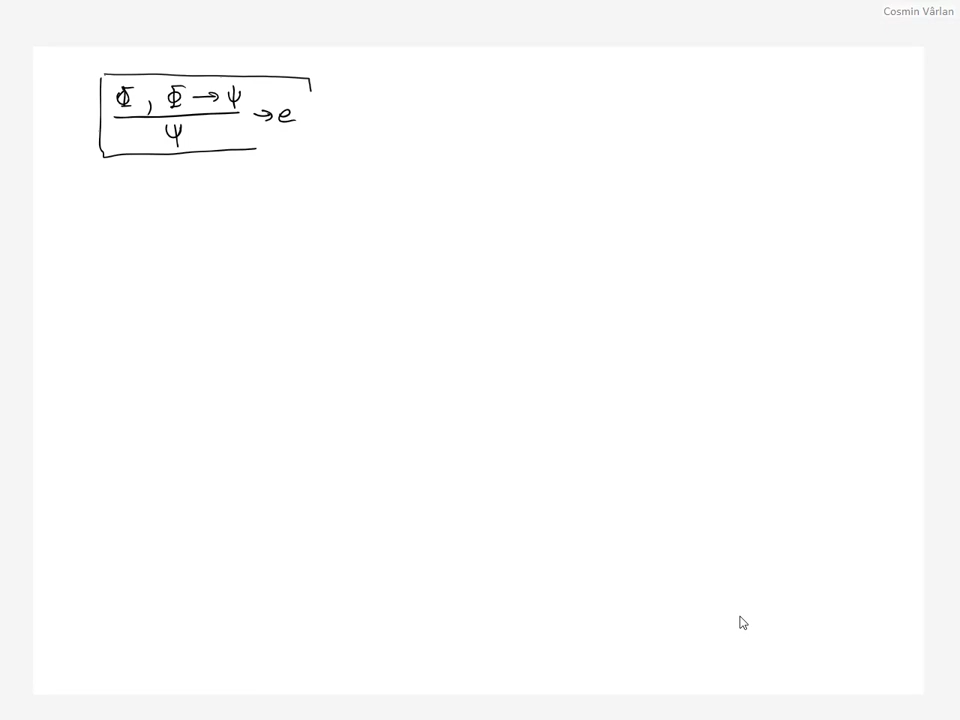 Cosmin Vârlan
Φ , Φ → Ψ
→ e
Ψ